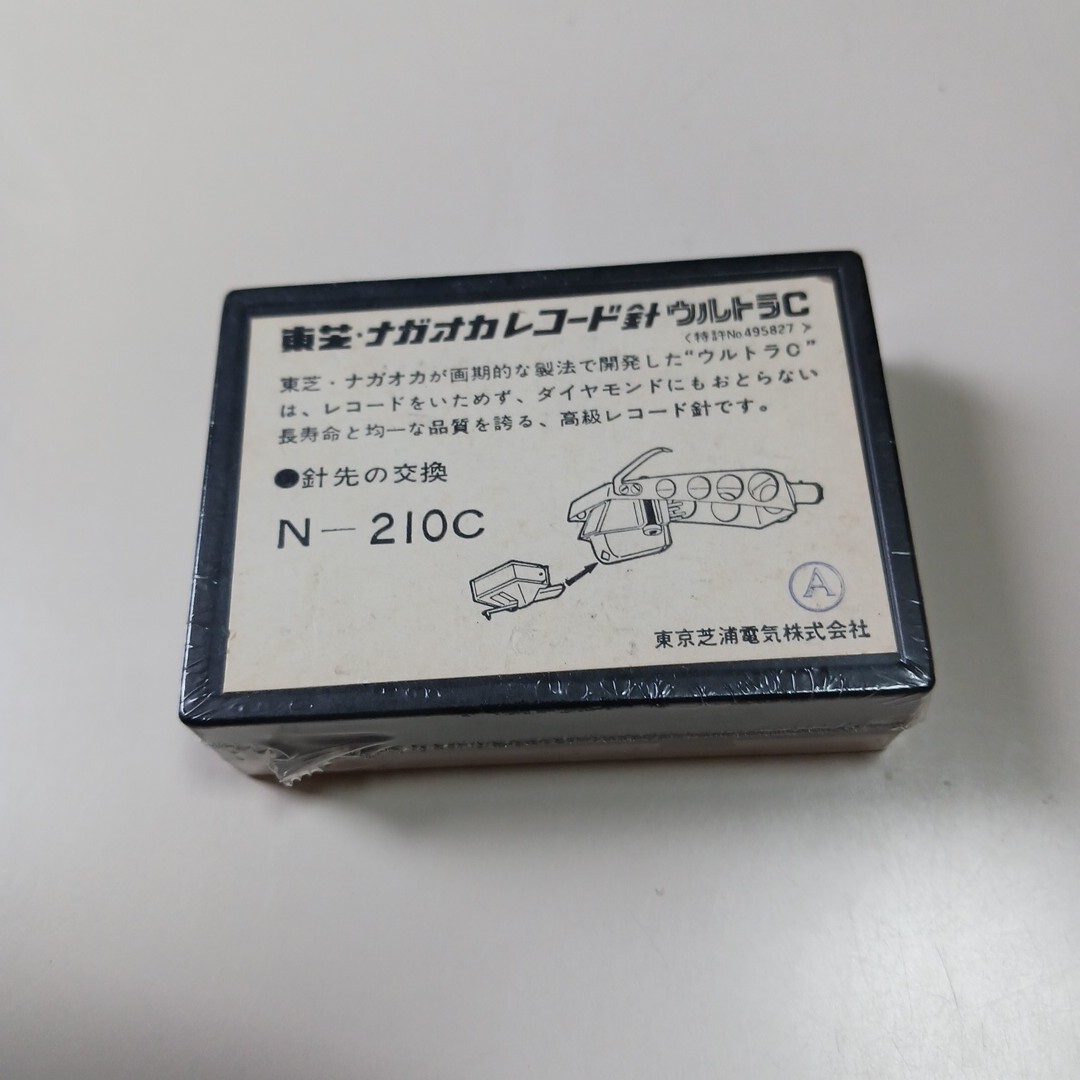 東芝・ナガオカレコード針 ウルトラC
<特許No.495827>
東芝・ナガオカが画期的な製法で開発した“ウルトラC”
は、レコードをいためず、ダイヤモンドにもおとらない
長寿命と均一な品質を誇る、高級レコード針です。
●針先の交換
N－210C
A
東京芝浦電気株式会社